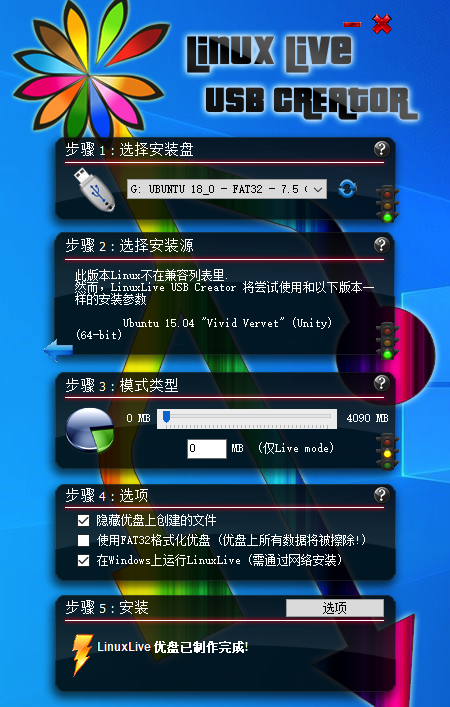 Linux Live
USB CREATOR
步骤 1：选择安装盘
?
G: UBUNTU 18_0 - FAT32 - 7.5
步骤 2：选择安装源
?
此版本Linux不在兼容列表里.
然而，LinuxLive USB Creator 将尝试使用和以下版本一
样的安装参数
Ubuntu 15.04 "Vivid Vervet" (Unity)
(64-bit)
步骤 3：模式类型
?
0 MB 4090 MB
0 MB (仅Live mode)
步骤 4：选项
?
隐藏优盘上创建的文件
使用FAT32格式化优盘 (优盘上所有数据将被擦除!)
在Windows上运行LinuxLive (需通过网络安装)
步骤 5：安装 选项
LinuxLive 优盘已制作完成!